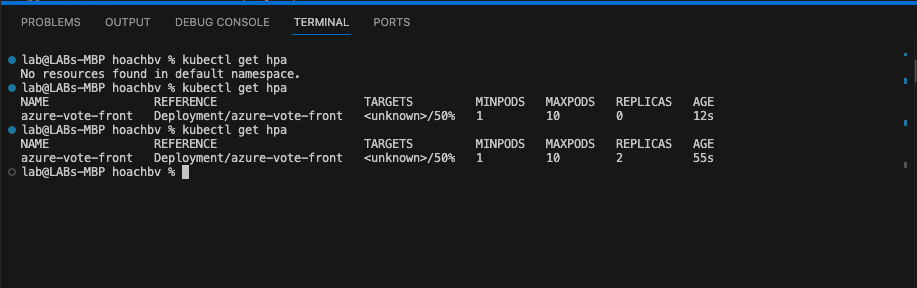 PROBLEMS OUTPUT DEBUG CONSOLE TERMINAL PORTS
lab@LABs-MBP hoachbv % kubectl get hpa
No resources found in default namespace.
lab@LABs-MBP hoachbv % kubectl get hpa
NAME REFERENCE TARGETS MINPODS MAXPODS REPLICAS AGE
azure-vote-front Deployment/azure-vote-front <unknown>/50% 1 10 0 12s
lab@LABs-MBP hoachbv % kubectl get hpa
NAME REFERENCE TARGETS MINPODS MAXPODS REPLICAS AGE
azure-vote-front Deployment/azure-vote-front <unknown>/50% 1 10 2 55s
lab@LABs-MBP hoachbv %